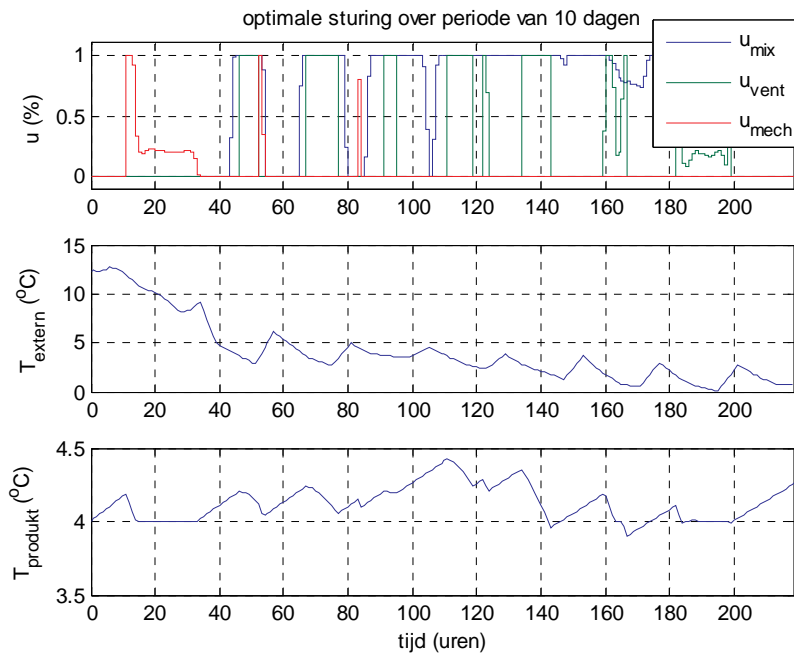 optimale sturing over periode van 10 dagen
u (%)
1
0.5
0
0 20 40 60 80 100 120 140 160 180 200
u_mix
u_vent
u_mech
T_extern (°C)
15
10
5
0
0 20 40 60 80 100 120 140 160 180 200
T_produkt (°C)
4.5
4
3.5
0 20 40 60 80 100 120 140 160 180 200
tijd (uren)